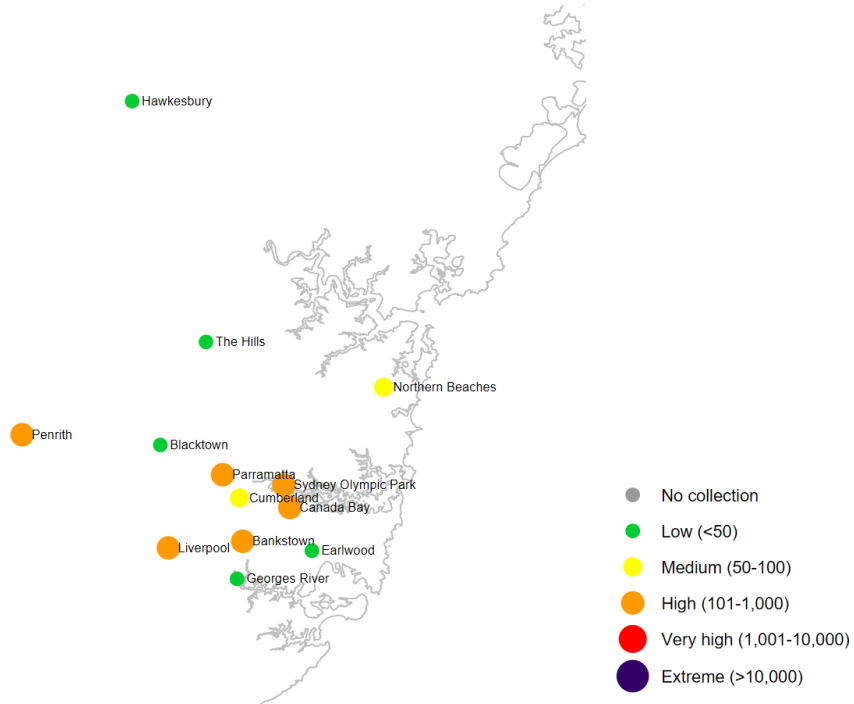 Hawkesbury
The Hills
Northern Beaches
Penrith
Blacktown
Parramatta
Sydney Olympic Park
Cumberland
Canada Bay
Bankstown
Liverpool
Earlwood
Georges River
No collection
Low (<50)
Medium (50-100)
High (101-1,000)
Very high (1,001-10,000)
Extreme (>10,000)